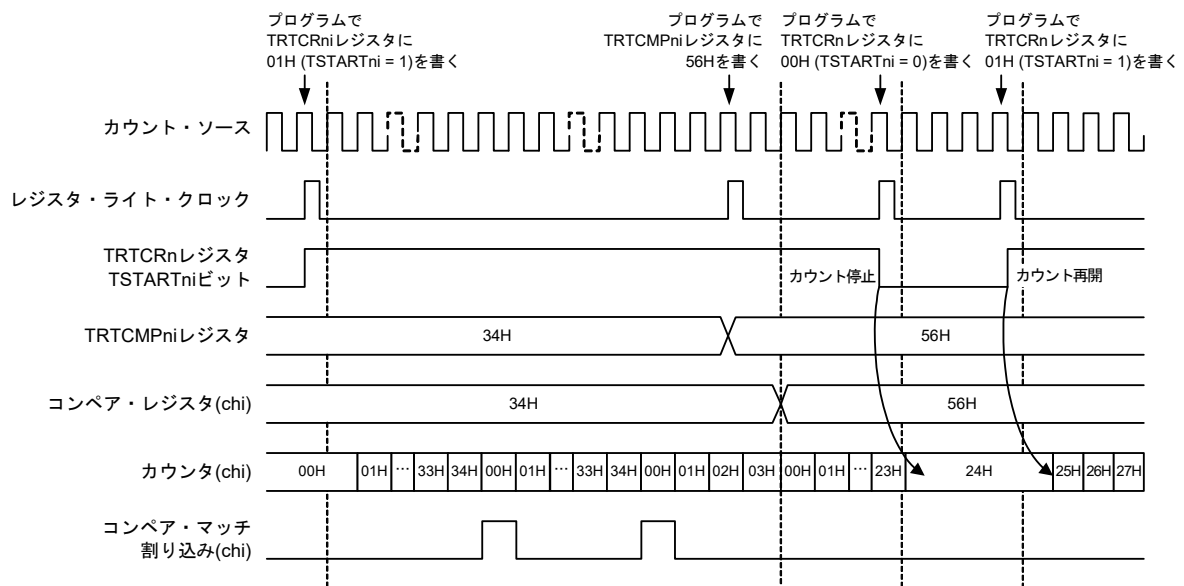 プログラムで
TRTCRniレジスタに
01H (TSTARTni = 1)を書く
プログラムで
TRTCMPniレジスタに
56Hを書く
プログラムで
TRTCRnレジスタに
00H (TSTARTni = 0)を書く
プログラムで
TRTCRnレジスタに
01H (TSTARTni = 1)を書く
カウント・ソース
レジスタ・ライト・クロック
TRTCRnレジスタ
TSTARTniビット
カウント停止
カウント再開
TRTCMPniレジスタ
34H
56H
コンペア・レジスタ(chi)
34H
56H
カウンタ(chi)
00H 01H … 33H 34H 00H 01H … 33H 34H 00H 01H 02H 03H 00H 01H … 23H 24H 25H 26H 27H
コンペア・マッチ
割り込み(chi)